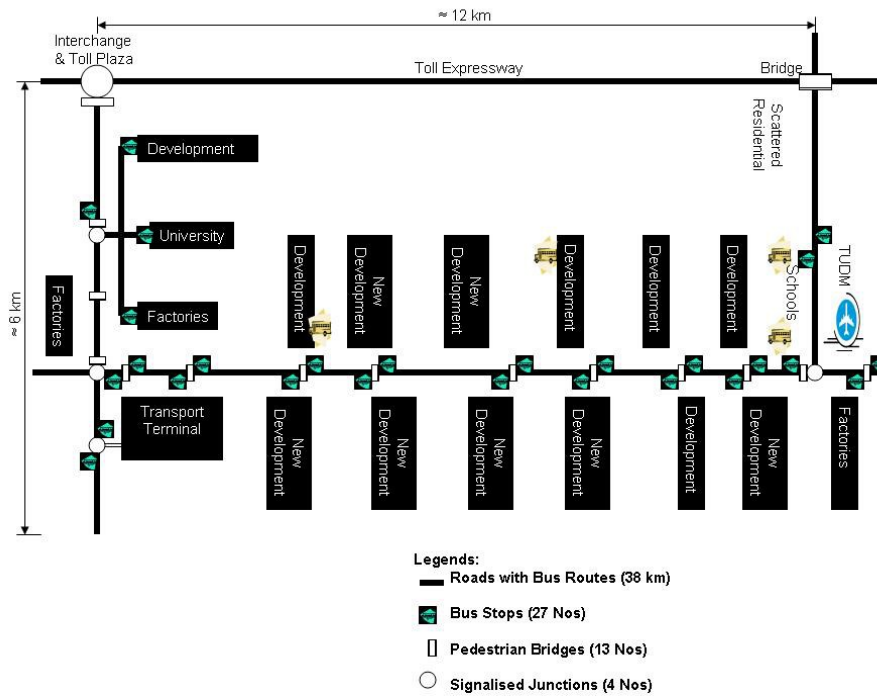 ≈ 12 km
Interchange
& Toll Plaza
Toll Expressway
Bridge
Scattered
Residential
Development
University
Factories
Factories
≈ 6 km
Development
New
Development
New
Development
Development
Development
Development
Schools
TUDM
Transport
Terminal
New
Development
New
Development
New
Development
New
Development
Development
New
Development
Factories
Legends:
Roads with Bus Routes (38 km)
Bus Stops (27 Nos)
Pedestrian Bridges (13 Nos)
Signalised Junctions (4 Nos)